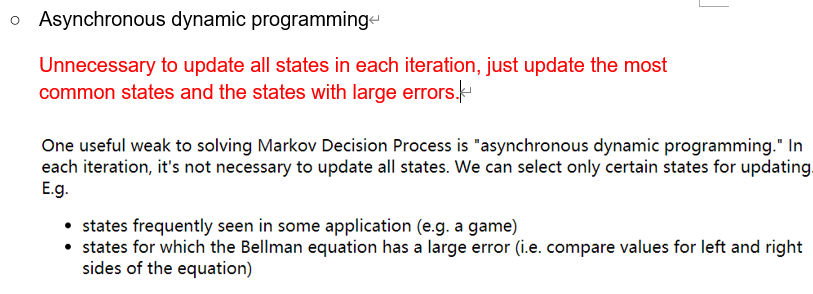 Asynchronous dynamic programming
Unnecessary to update all states in each iteration, just update the most
common states and the states with large errors.
One useful weak to solving Markov Decision Process is "asynchronous dynamic programming." In
each iteration, it's not necessary to update all states. We can select only certain states for updating.
E.g.
• states frequently seen in some application (e.g. a game)
• states for which the Bellman equation has a large error (i.e. compare values for left and right
sides of the equation)